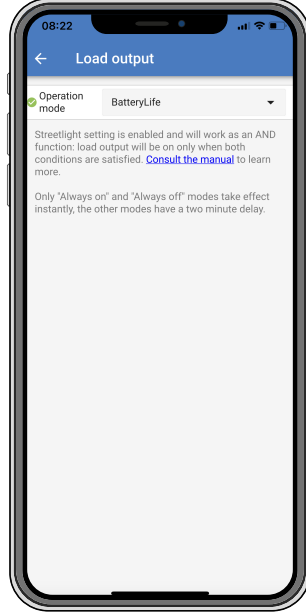 08:22
Load output
Operation
mode
BatteryLife
Streetlight setting is enabled and will work as an AND
function: load output will be on only when both
conditions are satisfied. Consult the manual to learn
more.
Only "Always on" and "Always off" modes take effect
instantly, the other modes have a two minute delay.